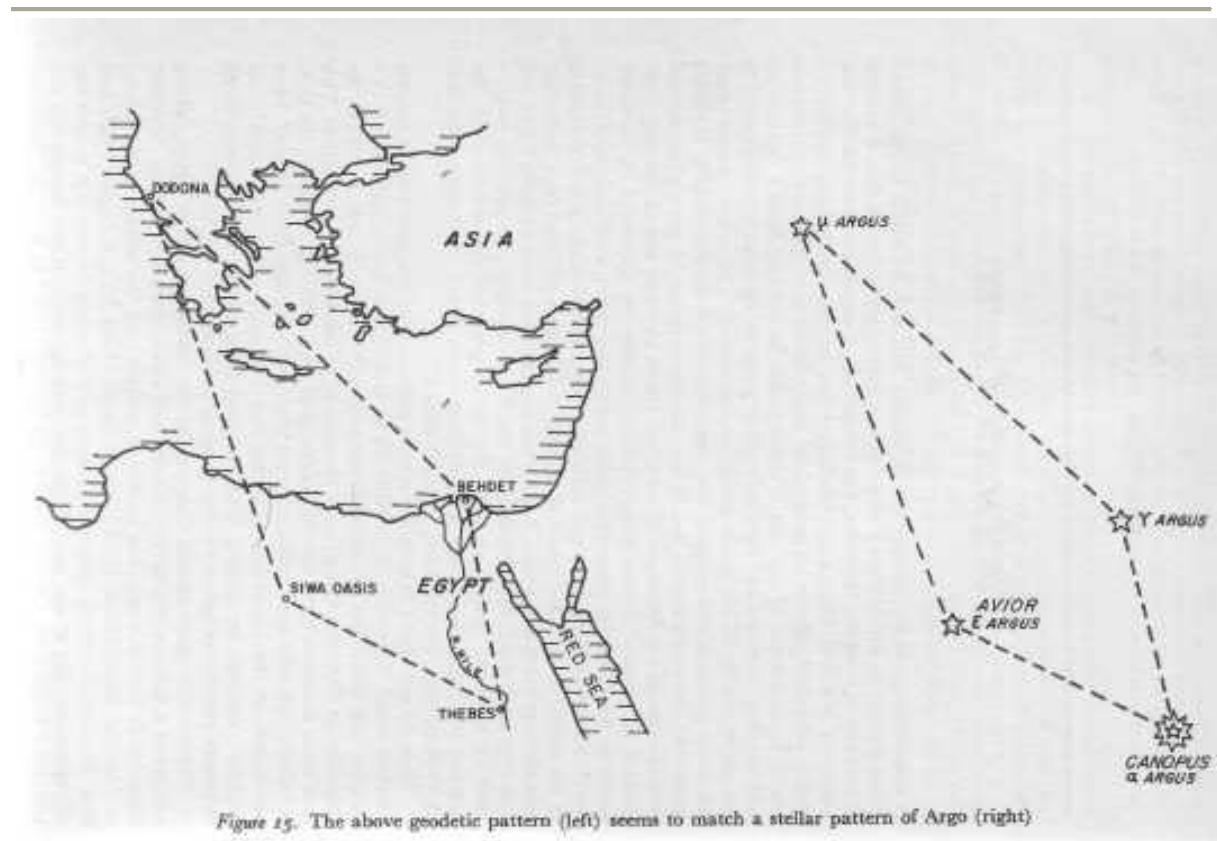 DODONA
ASIA
BEHDET
SIWA OASIS
EGYPT
R. NILE
RED SEA
THEBES
μ ARGUS
γ ARGUS
AVIOR
ε ARGUS
CANOPUS
α ARGUS
Figure 15. The above geodetic pattern (left) seems to match a stellar pattern of Argo (right)